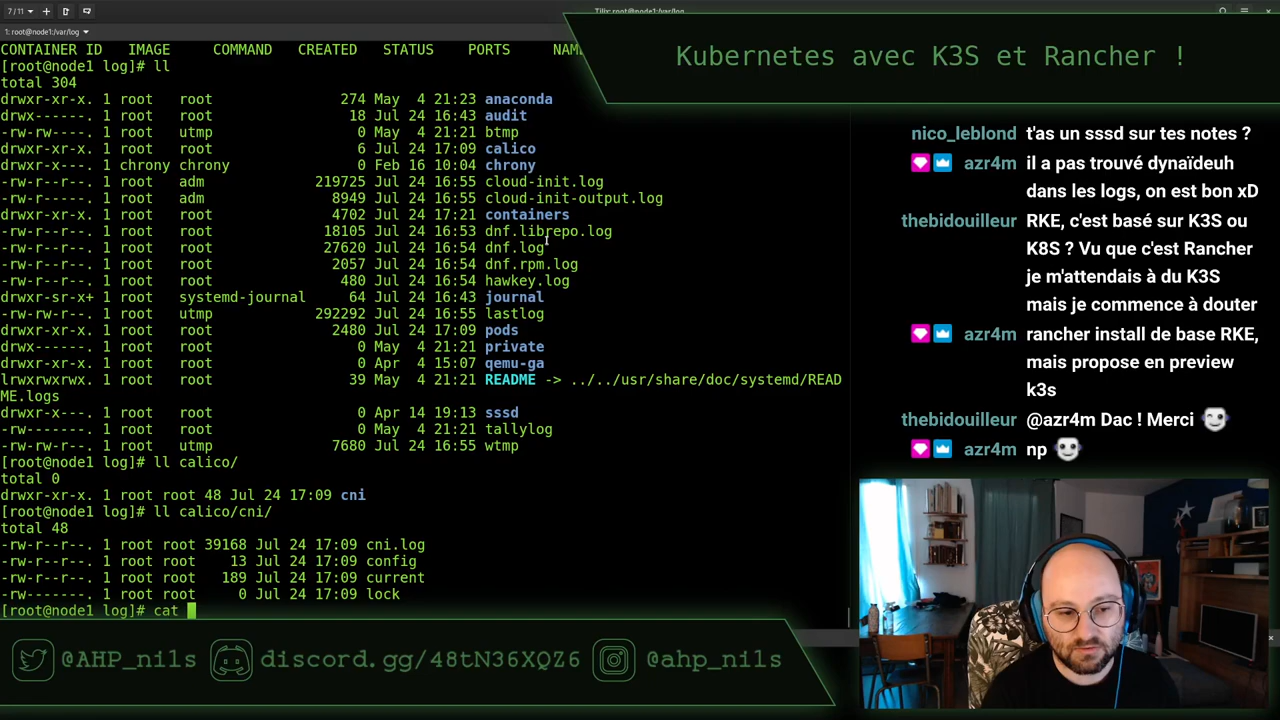 7 / 11
Tilix: root@node1:/var/log
1: root@node1:/var/log
CONTAINER ID   IMAGE     COMMAND   CREATED   STATUS    PORTS     NAM
[root@node1 log]# ll
total 304
drwxr-xr-x. 1 root   root                274 May  4 21:23 anaconda
drwx------. 1 root   root                 18 Jul 24 16:43 audit
-rw-rw----. 1 root   utmp                  0 May  4 21:21 btmp
drwxr-xr-x. 1 root   root                  6 Jul 24 17:09 calico
drwxr-x---. 1 chrony chrony                0 Feb 16 10:04 chrony
-rw-r--r--. 1 root   adm              219725 Jul 24 16:55 cloud-init.log
-rw-r--r--. 1 root   adm                8949 Jul 24 16:55 cloud-init-output.log
drwxr-xr-x. 1 root   root               4702 Jul 24 17:21 containers
-rw-r--r--. 1 root   root              18105 Jul 24 16:53 dnf.librepo.log
-rw-r--r--. 1 root   root              27620 Jul 24 16:54 dnf.log
-rw-r--r--. 1 root   root               2057 Jul 24 16:54 dnf.rpm.log
-rw-r--r--. 1 root   root                480 Jul 24 16:54 hawkey.log
drwxr-sr-x+ 1 root   systemd-journal      64 Jul 24 16:43 journal
-rw-rw-r--. 1 root   utmp             292292 Jul 24 16:55 lastlog
drwxr-xr-x. 1 root   root               2480 Jul 24 17:09 pods
drwx------. 1 root   root                  0 May  4 21:21 private
drwxr-xr-x. 1 root   root                  0 Apr  4 15:07 qemu-ga
lrwxrwxrwx. 1 root   root                 39 May  4 21:21 README -> ../../usr/share/doc/systemd/READ
ME.logs
drwxr-x---. 1 root   root                  0 Apr 14 19:13 sssd
-rw-------. 1 root   root                  0 May  4 21:21 tallylog
-rw-rw-r--. 1 root   utmp               7680 Jul 24 16:55 wtmp
[root@node1 log]# ll calico/
total 0
drwxr-xr-x. 1 root root 48 Jul 24 17:09 cni
[root@node1 log]# ll calico/cni/
total 48
-rw-r--r--. 1 root root 39168 Jul 24 17:09 cni.log
-rw-r--r--. 1 root root    13 Jul 24 17:09 config
-rw-r--r--. 1 root root   189 Jul 24 17:09 current
-rw-------. 1 root root     0 Jul 24 17:09 lock
[root@node1 log]# cat
Kubernetes avec K3S et Rancher !
nico_leblond t'as un sssd sur tes notes ?
azr4m il a pas trouvé dynaïdeuh
dans les logs, on est bon xD
thebidouilleur RKE, c'est basé sur K3S ou
K8S ? Vu que c'est Rancher
je m'attendais à du K3S
mais je commence à douter
azr4m rancher install de base RKE,
mais propose en preview
k3s
thebidouilleur @azr4m Dac ! Merci
azr4m np
@AHP_nils discord.gg/48tN36XQZ6 @ahp_nils